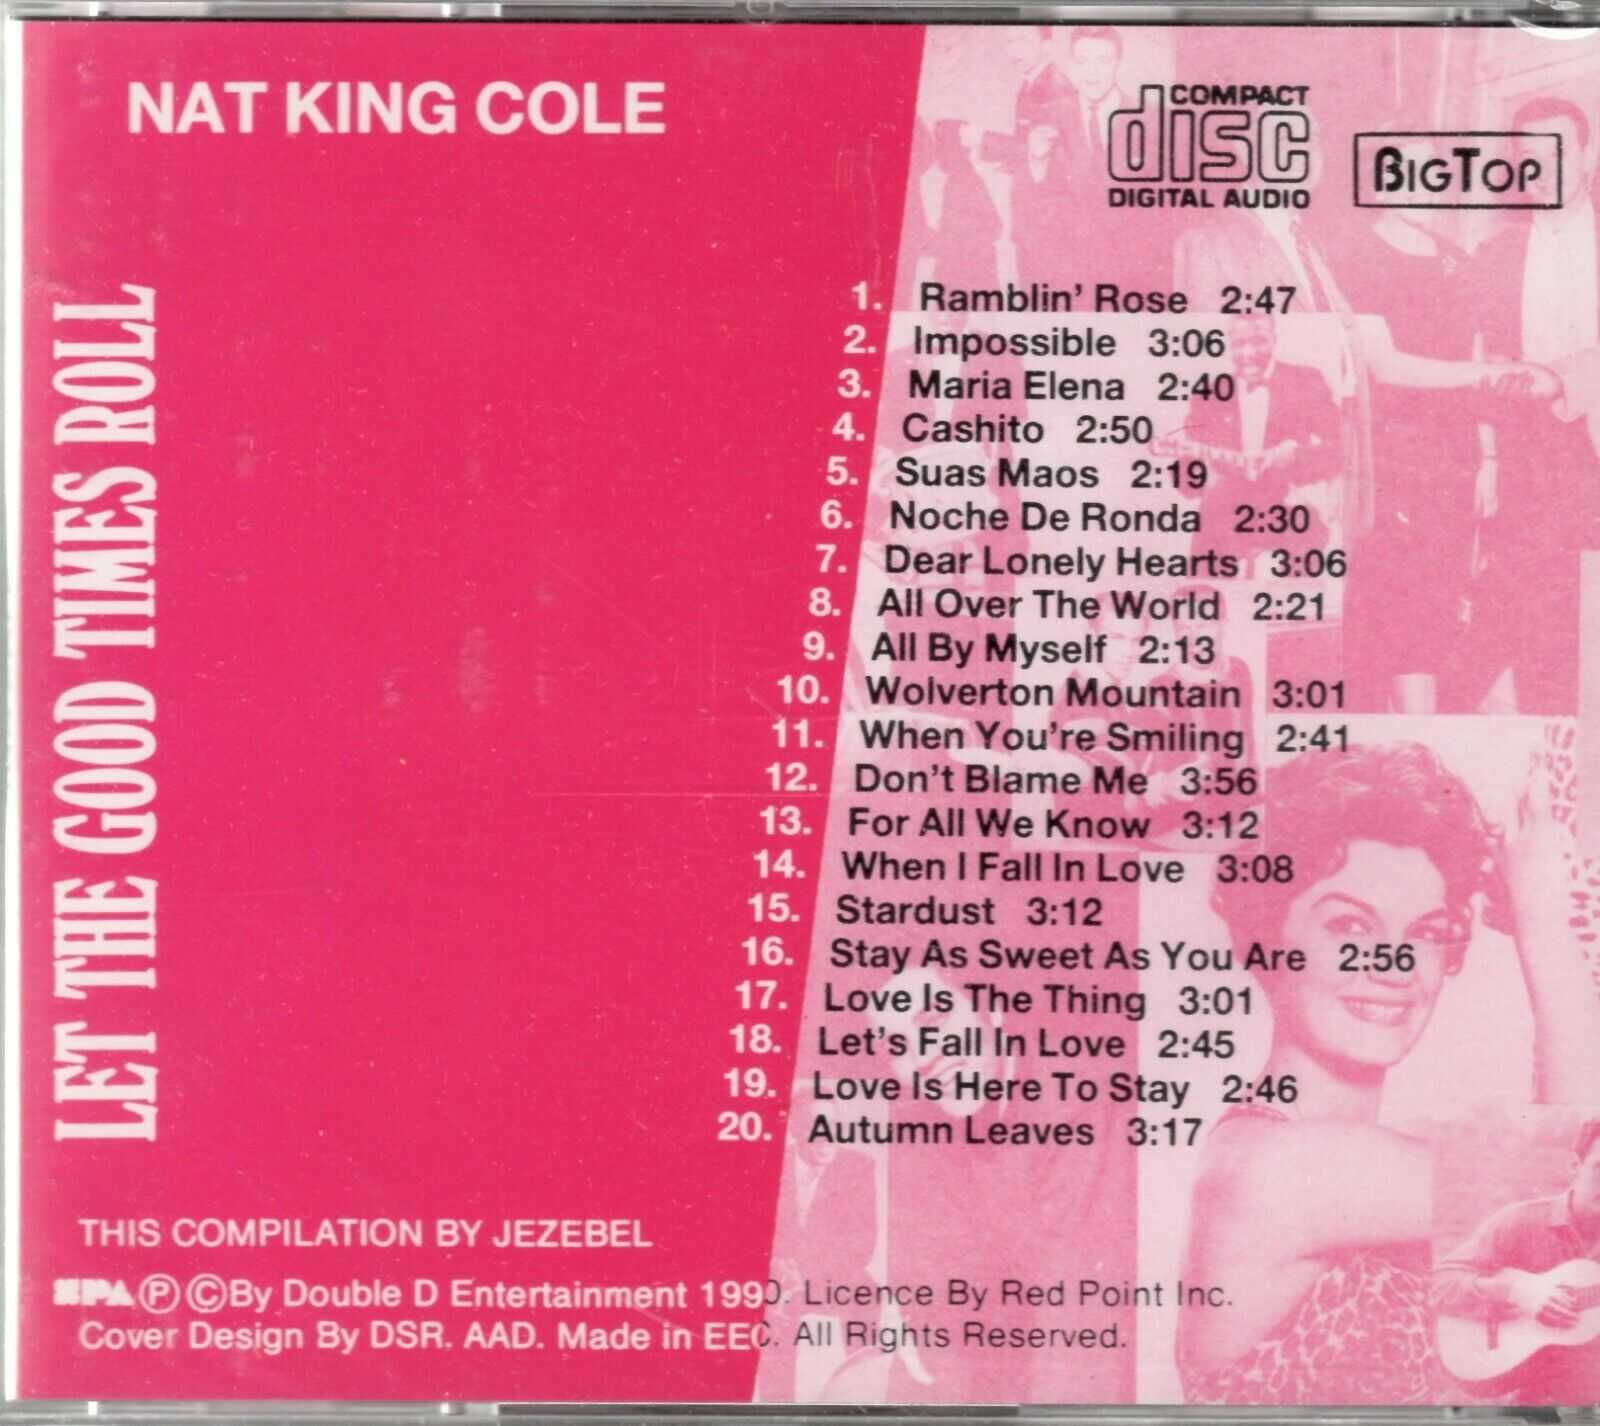 NAT KING COLE
COMPACT
disc
DIGITAL AUDIO
BIGTOP
LET THE GOOD TIMES ROLL
1. Ramblin' Rose 2:47
2. Impossible 3:06
3. Maria Elena 2:40
4. Cashito 2:50
5. Suas Maos 2:19
6. Noche De Ronda 2:30
7. Dear Lonely Hearts 3:06
8. All Over The World 2:21
9. All By Myself 2:13
10. Wolverton Mountain 3:01
11. When You're Smiling 2:41
12. Don't Blame Me 3:56
13. For All We Know 3:12
14. When I Fall In Love 3:08
15. Stardust 3:12
16. Stay As Sweet As You Are 2:56
17. Love Is The Thing 3:01
18. Let's Fall In Love 2:45
19. Love Is Here To Stay 2:46
20. Autumn Leaves 3:17
THIS COMPILATION BY JEZEBEL
Ⓟ ©By Double D Entertainment 1990. Licence By Red Point Inc.
Cover Design By DSR. AAD. Made in EEC. All Rights Reserved.